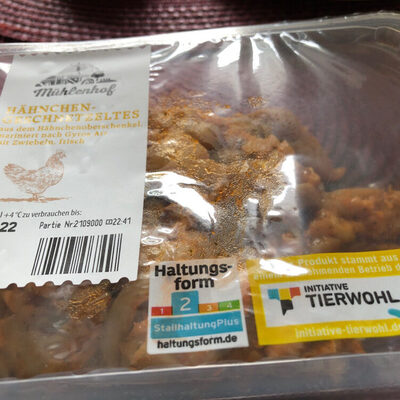 Mühlenhof
HÄHNCHEN-
GESCHNETZELTES
aus dem Hähnchenoberschenkel,
mariniert nach Gyros Art,
mit Zwiebeln, frisch
+4 °C zu verbrauchen bis:
22
Partie Nr:2109000 22:41
Haltungs-
form
1 2 3 4
StallhaltungPlus
haltungsform.de
Produkt stammt aus
teilnehmenden Betrieb
INITIATIVE
TIERWOHL
initiative-tierwohl.de